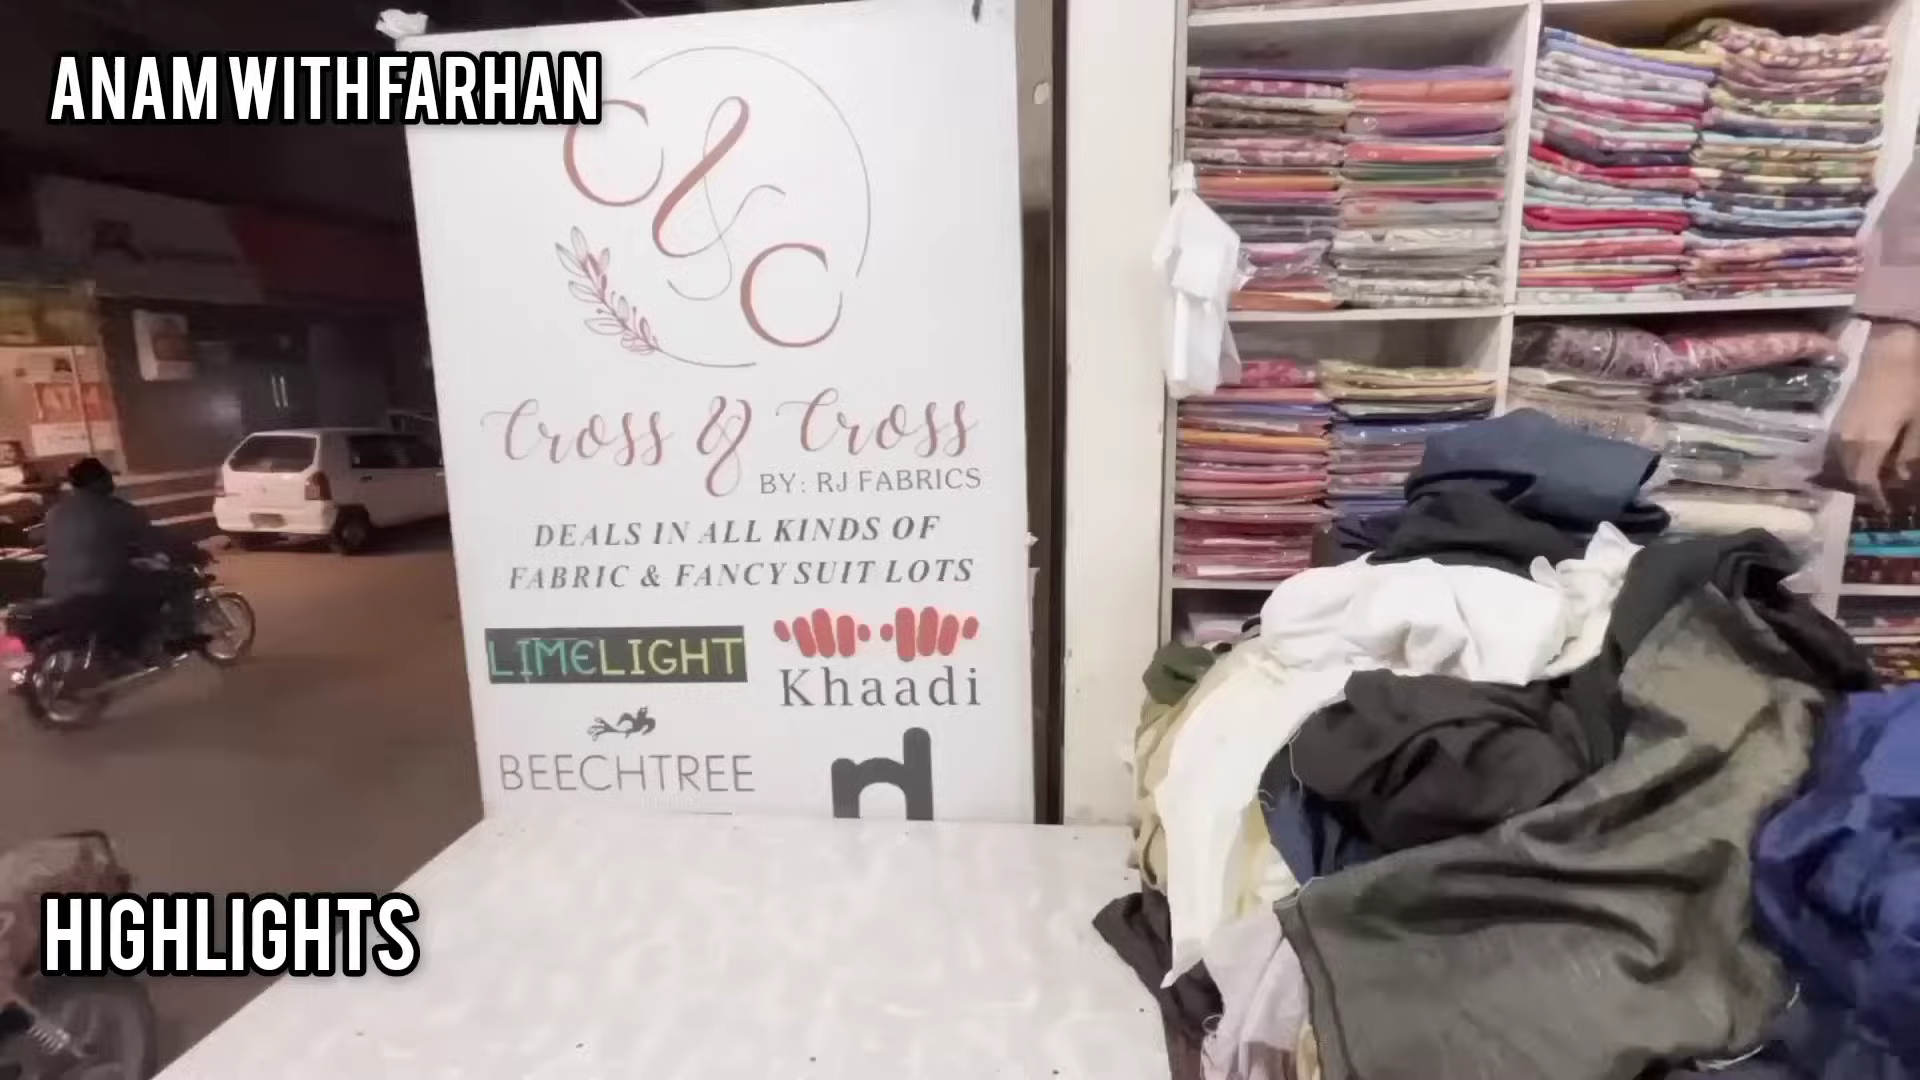 ANAM WITH FARHAN
C & C
Cross & Cross
BY: RJ FABRICS
DEALS IN ALL KINDS OF
FABRIC & FANCY SUIT LOTS
LIMELIGHT
Khaadi
BEECHTREE
HIGHLIGHTS